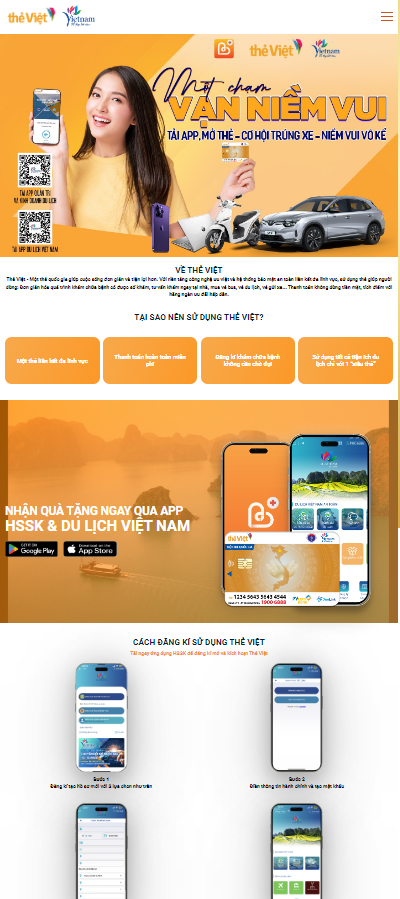 thẻ Việt
Vietnam
thẻ Việt
Vietnam
Một chạm
VẠN NIỀM VUI
TẢI APP, MỞ THẺ – CƠ HỘI TRÚNG XE – NIỀM VUI VÔ KỂ
TẢI APP QUẢN TRỊ
VÀ KINH DOANH DU LỊCH
TẢI APP DU LỊCH VIỆT NAM
VỀ THẺ VIỆT
Thẻ Việt - Một thẻ quốc gia giúp cuộc sống đơn giản và tiện lợi hơn. Với nền tảng công nghệ ưu việt và hệ thống bảo mật an toàn liên kết đa lĩnh vực, sử dụng thẻ giúp người
dùng: Đơn giản hóa quá trình khám chữa bệnh có được sổ khám, tư vấn khám ngay tại nhà, mua vé bus, vé du lịch, vé gửi xe... Thanh toán không dùng tiền mặt, tích điểm với
hàng ngàn ưu đãi hấp dẫn.
TẠI SAO NÊN SỬ DỤNG THẺ VIỆT?
Một thẻ liên kết đa lĩnh vực
Thanh toán hoàn toàn miễn
phí
Đăng kí khám chữa bệnh
không cần chờ đợi
Sử dụng tất cả tiện ích du
lịch chỉ với 1 "siêu thẻ"
NHẬN QUÀ TẶNG NGAY QUA APP
HSSK & DU LỊCH VIỆT NAM
GET IT ON
Google Play
Download on the
App Store
thẻ Việt
1234 5643 5643 4544
1900 6888
CÁCH ĐĂNG KÍ SỬ DỤNG THẺ VIỆT
Tải ngay ứng dụng HSSK để đăng kí mở và kích hoạt Thẻ Việt
Bước 1
Đăng kí tạo hồ sơ mới với 3 lựa chọn như trên
Bước 2
Điền thông tin hành chính và tạo mật khẩu